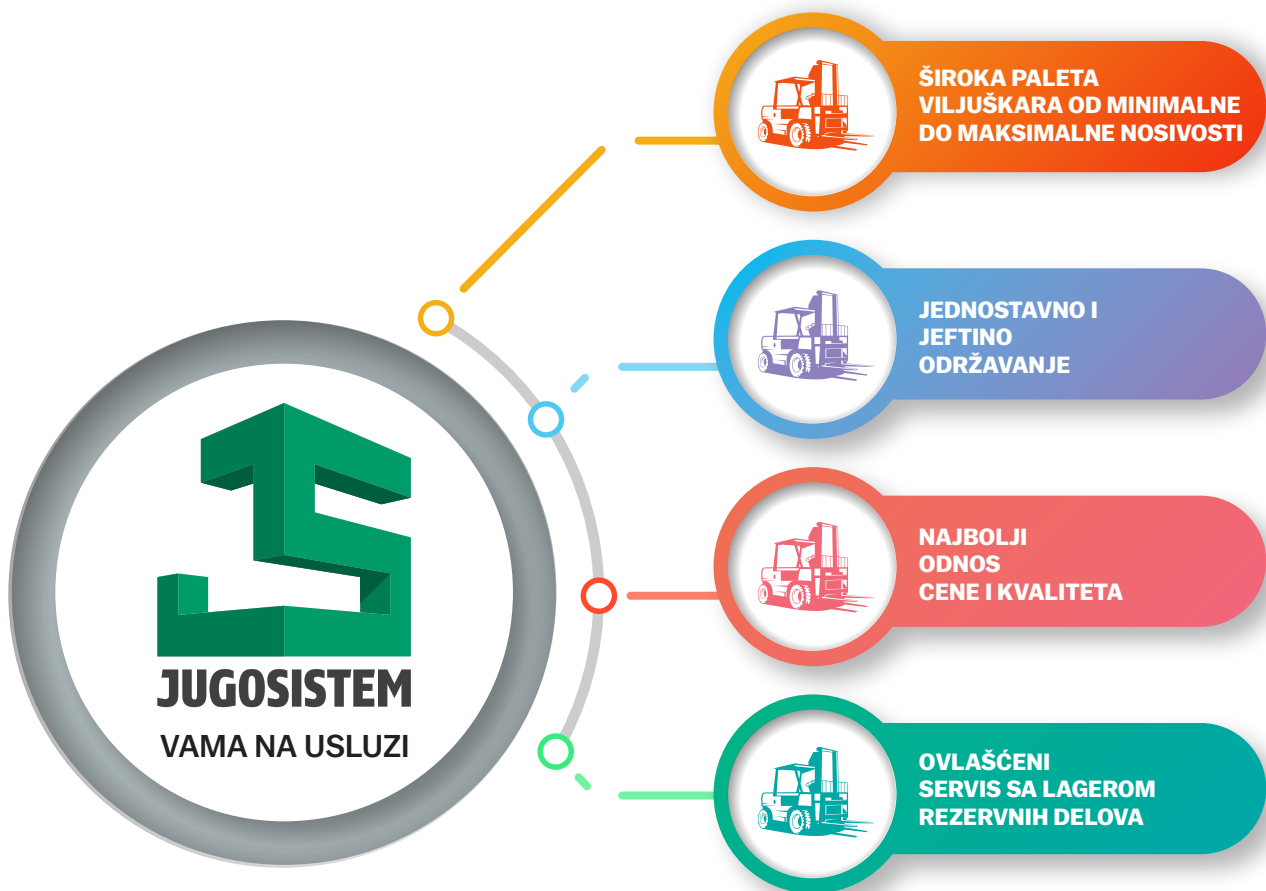 ŠIROKA PALETA
VILJUŠKARA OD MINIMALNE
DO MAKSIMALNE NOSIVOSTI
JEDNOSTAVNO I
JEFTINO
ODRŽAVANJE
NAJBOLJI
ODNOS
CENE I KVALITETA
OVLAŠĆENI
SERVIS SA LAGEROM
REZERVNIH DELOVA
JS
JUGOSISTEM
VAMA NA USLUZI